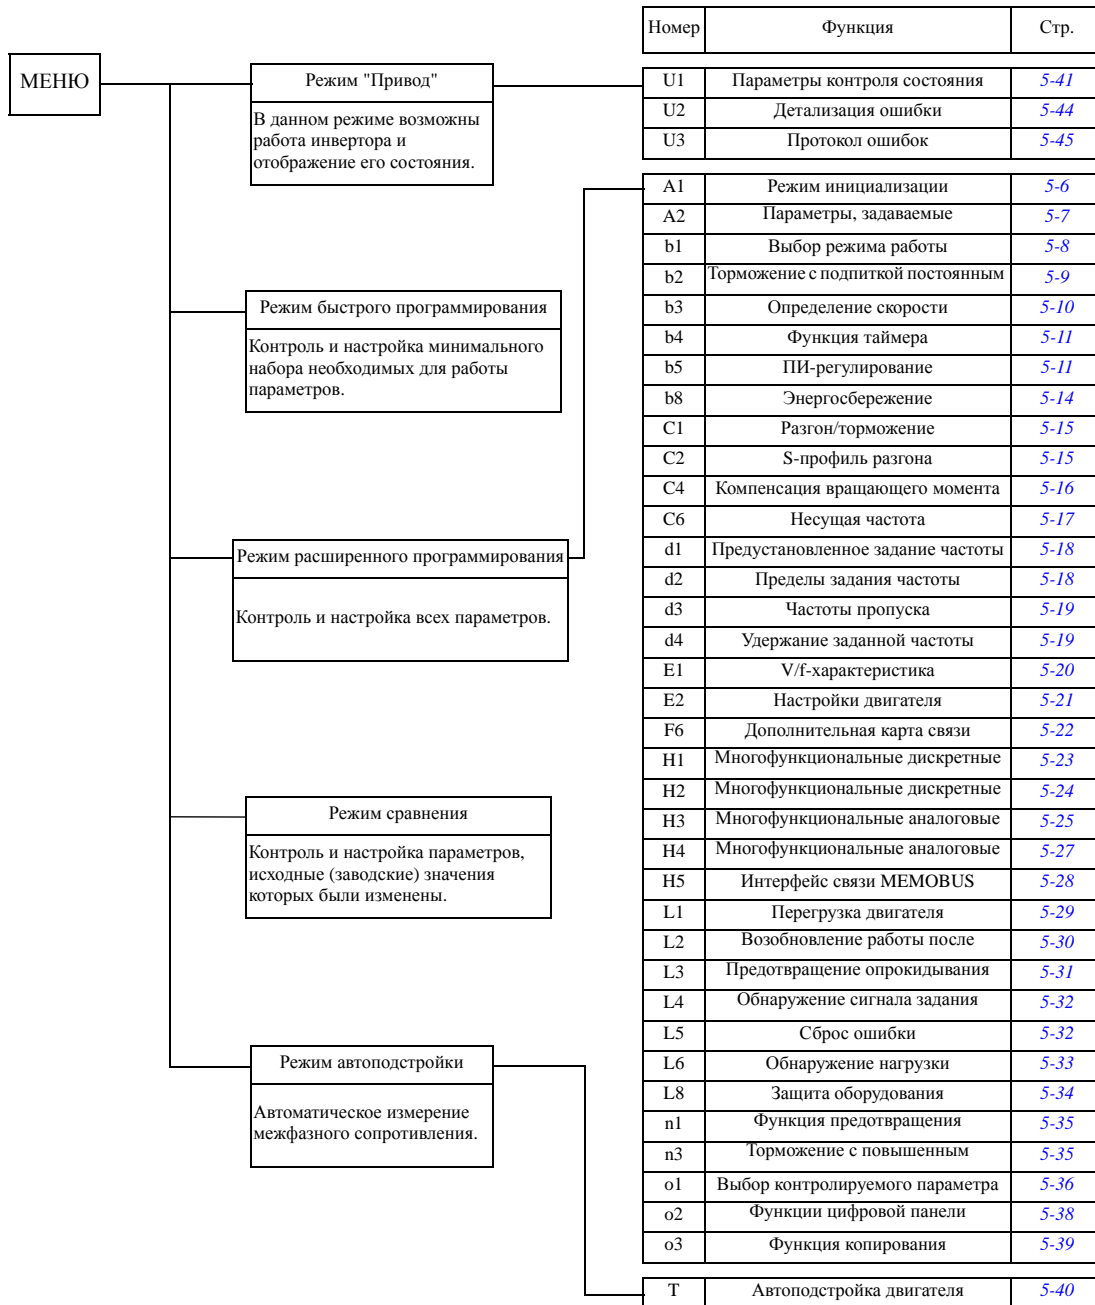 МЕНЮ
Режим "Привод"
В данном режиме возможны
работа инвертора и
отображение его состояния.
Режим быстрого программирования
Контроль и настройка минимального
набора необходимых для работы
параметров.
Режим расширенного программирования
Контроль и настройка всех параметров.
Режим сравнения
Контроль и настройка параметров,
исходные (заводские) значения
которых были изменены.
Режим автоподстройки
Автоматическое измерение
межфазного сопротивления.
Номер Функция Стр.
U1 Параметры контроля состояния 5-41
U2 Детализация ошибки 5-44
U3 Протокол ошибок 5-45
A1 Режим инициализации 5-6
A2 Параметры, задаваемые 5-7
b1 Выбор режима работы 5-8
b2 Торможение с подпиткой постоянным 5-9
b3 Определение скорости 5-10
b4 Функция таймера 5-11
b5 ПИ-регулирование 5-11
b8 Энергосбережение 5-14
C1 Разгон/торможение 5-15
C2 S-профиль разгона 5-15
C4 Компенсация вращающего момента 5-16
C6 Несущая частота 5-17
d1 Предустановленное задание частоты 5-18
d2 Пределы задания частоты 5-18
d3 Частоты пропуска 5-19
d4 Удержание заданной частоты 5-19
E1 V/f-характеристика 5-20
E2 Настройки двигателя 5-21
F6 Дополнительная карта связи 5-22
H1 Многофункциональные дискретные 5-23
H2 Многофункциональные дискретные 5-24
H3 Многофункциональные аналоговые 5-25
H4 Многофункциональные аналоговые 5-27
H5 Интерфейс связи MEMOBUS 5-28
L1 Перегрузка двигателя 5-29
L2 Возобновление работы после 5-30
L3 Предотвращение опрокидывания 5-31
L4 Обнаружение сигнала задания 5-32
L5 Сброс ошибки 5-32
L6 Обнаружение нагрузки 5-33
L8 Защита оборудования 5-34
n1 Функция предотвращения 5-35
n3 Торможение с повышенным 5-35
o1 Выбор контролируемого параметра 5-36
o2 Функции цифровой панели 5-38
o3 Функция копирования 5-39
T Автоподстройка двигателя 5-40